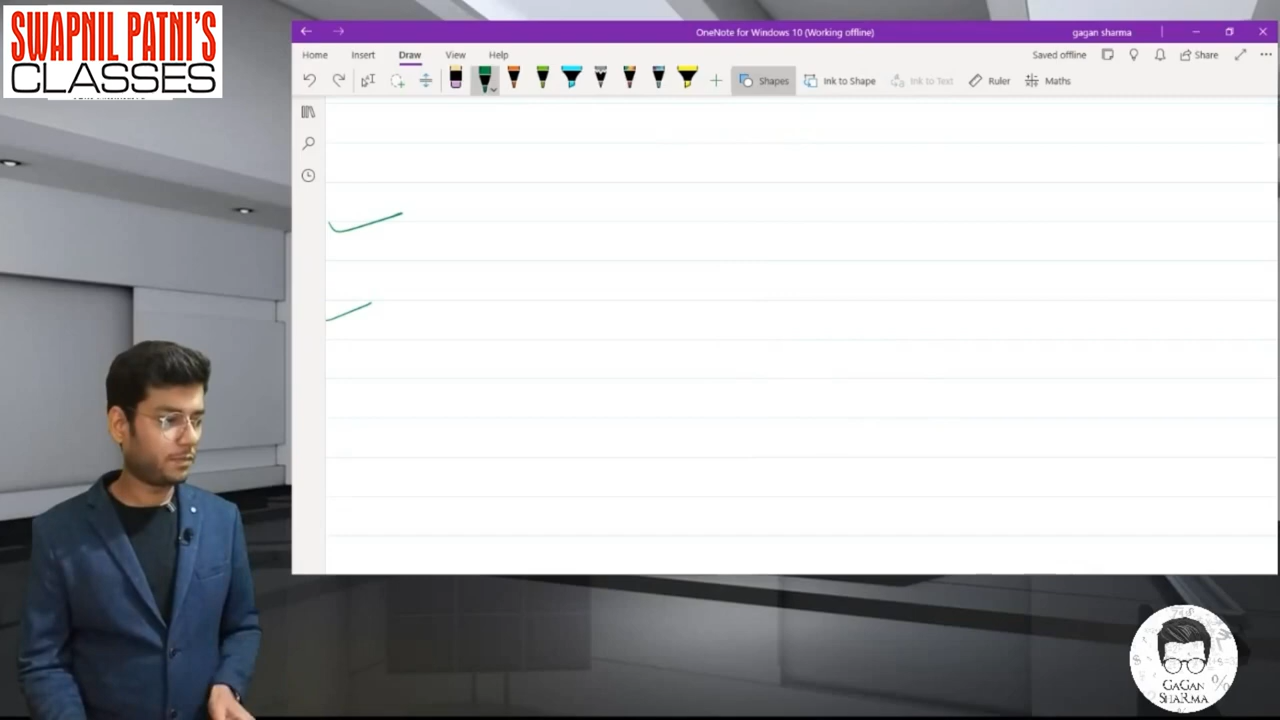 SWAPNIL PATNI'S
CLASSES
OneNote for Windows 10 (Working offline)
gagan sharma
Home Insert Draw View Help
Saved offline
Share
Shapes
Ink to Shape
Ink to Text
Ruler
Maths
GAGAN
SHARMA